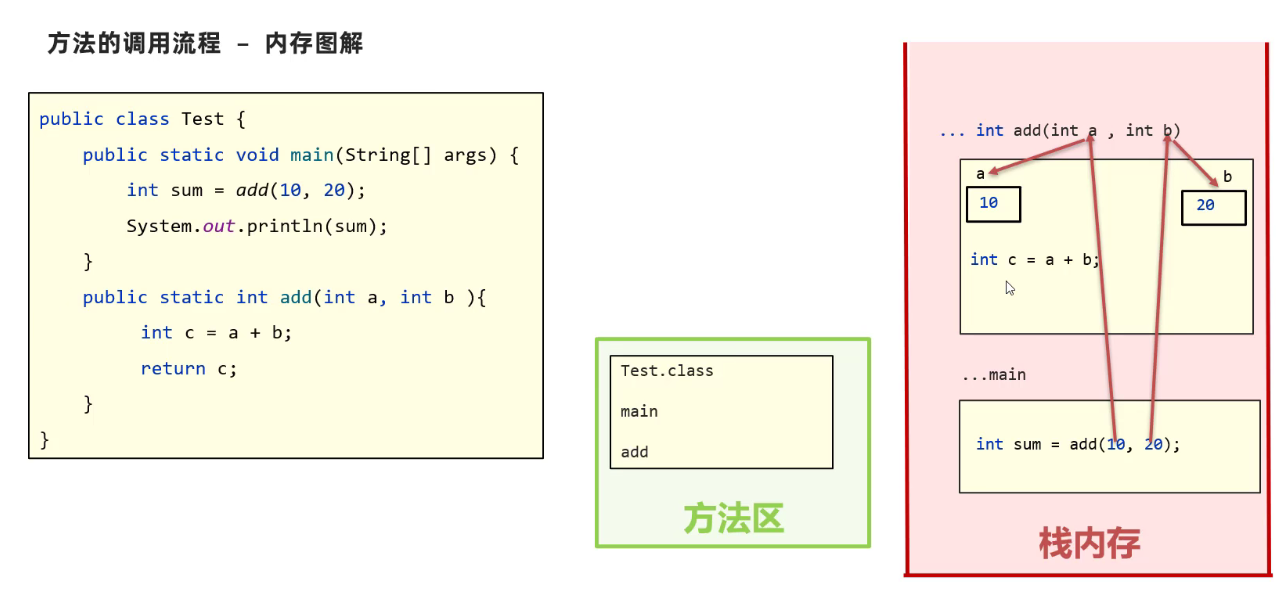 方法的调用流程 – 内存图解
public class Test {
public static void main(String[] args) {
int sum = add(10, 20);
System.out.println(sum);
}
public static int add(int a, int b ){
int c = a + b;
return c;
}
}
Test.class
main
add
方法区
... int add(int a , int b)
a
b
10
20
int c = a + b;
...main
int sum = add(10, 20);
栈内存